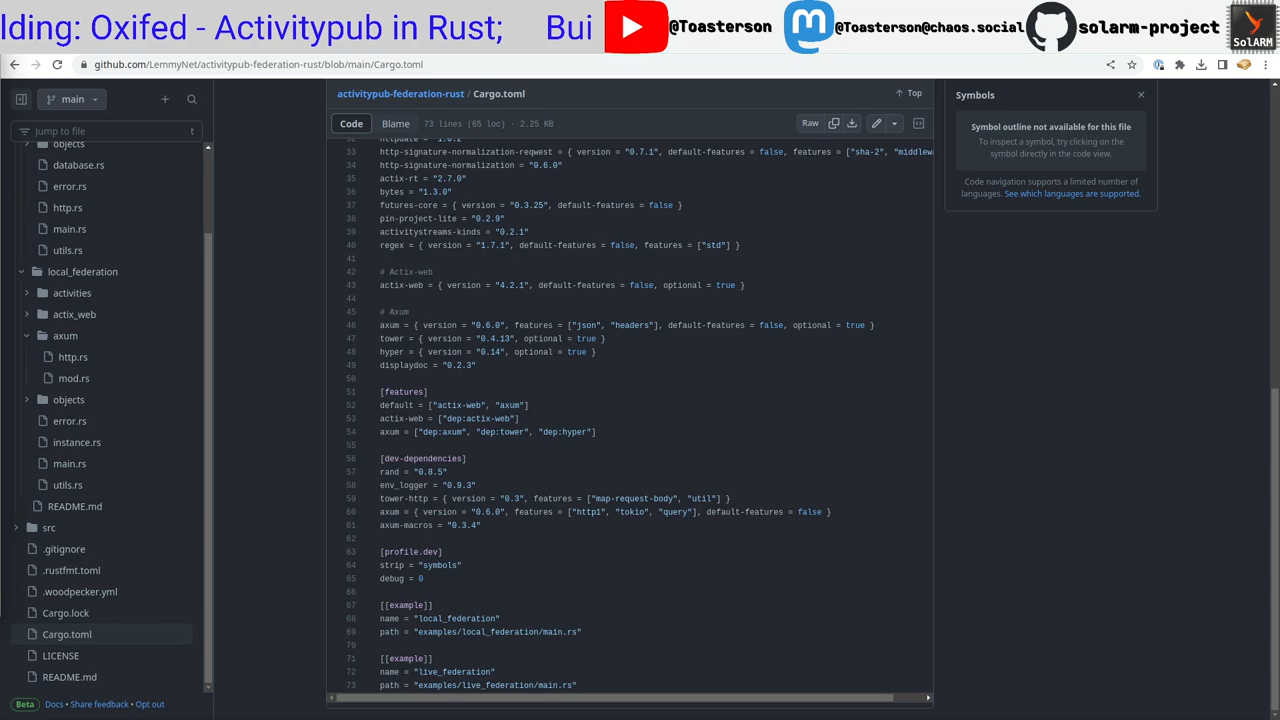 lding: Oxifed - Activitypub in Rust; Bui
@Toasterson
@Toasterson@chaos.social
solarm-project
SolARM
github.com/LemmyNet/activitypub-federation-rust/blob/main/Cargo.toml
main
Jump to file
t
objects
database.rs
error.rs
http.rs
main.rs
utils.rs
local_federation
activities
actix_web
axum
http.rs
mod.rs
objects
error.rs
instance.rs
main.rs
utils.rs
README.md
src
.gitignore
.rustfmt.toml
.woodpecker.yml
Cargo.lock
Cargo.toml
LICENSE
README.md
Beta
Docs • Share feedback • Opt out
activitypub-federation-rust / Cargo.toml
Top
Code
Blame
73 lines (65 loc) · 2.25 KB
Raw
33 http-signature-normalization-reqwest = { version = "0.7.1", default-features = false, features = ["sha-2", "middlewa
34 http-signature-normalization = "0.6.0"
35 actix-rt = "2.7.0"
36 bytes = "1.3.0"
37 futures-core = { version = "0.3.25", default-features = false }
38 pin-project-lite = "0.2.9"
39 activitystreams-kinds = "0.2.1"
40 regex = { version = "1.7.1", default-features = false, features = ["std"] }
41
42 # Actix-web
43 actix-web = { version = "4.2.1", default-features = false, optional = true }
44
45 # Axum
46 axum = { version = "0.6.0", features = ["json", "headers"], default-features = false, optional = true }
47 tower = { version = "0.4.13", optional = true }
48 hyper = { version = "0.14", optional = true }
49 displaydoc = "0.2.3"
50
51 [features]
52 default = ["actix-web", "axum"]
53 actix-web = ["dep:actix-web"]
54 axum = ["dep:axum", "dep:tower", "dep:hyper"]
55
56 [dev-dependencies]
57 rand = "0.8.5"
58 env_logger = "0.9.3"
59 tower-http = { version = "0.3", features = ["map-request-body", "util"] }
60 axum = { version = "0.6.0", features = ["http1", "tokio", "query"], default-features = false }
61 axum-macros = "0.3.4"
62
63 [profile.dev]
64 strip = "symbols"
65 debug = 0
66
67 [[example]]
68 name = "local_federation"
69 path = "examples/local_federation/main.rs"
70
71 [[example]]
72 name = "live_federation"
73 path = "examples/live_federation/main.rs"
Symbols
Symbol outline not available for this file
To inspect a symbol, try clicking on the
symbol directly in the code view.
Code navigation supports a limited number of
languages. See which languages are supported.